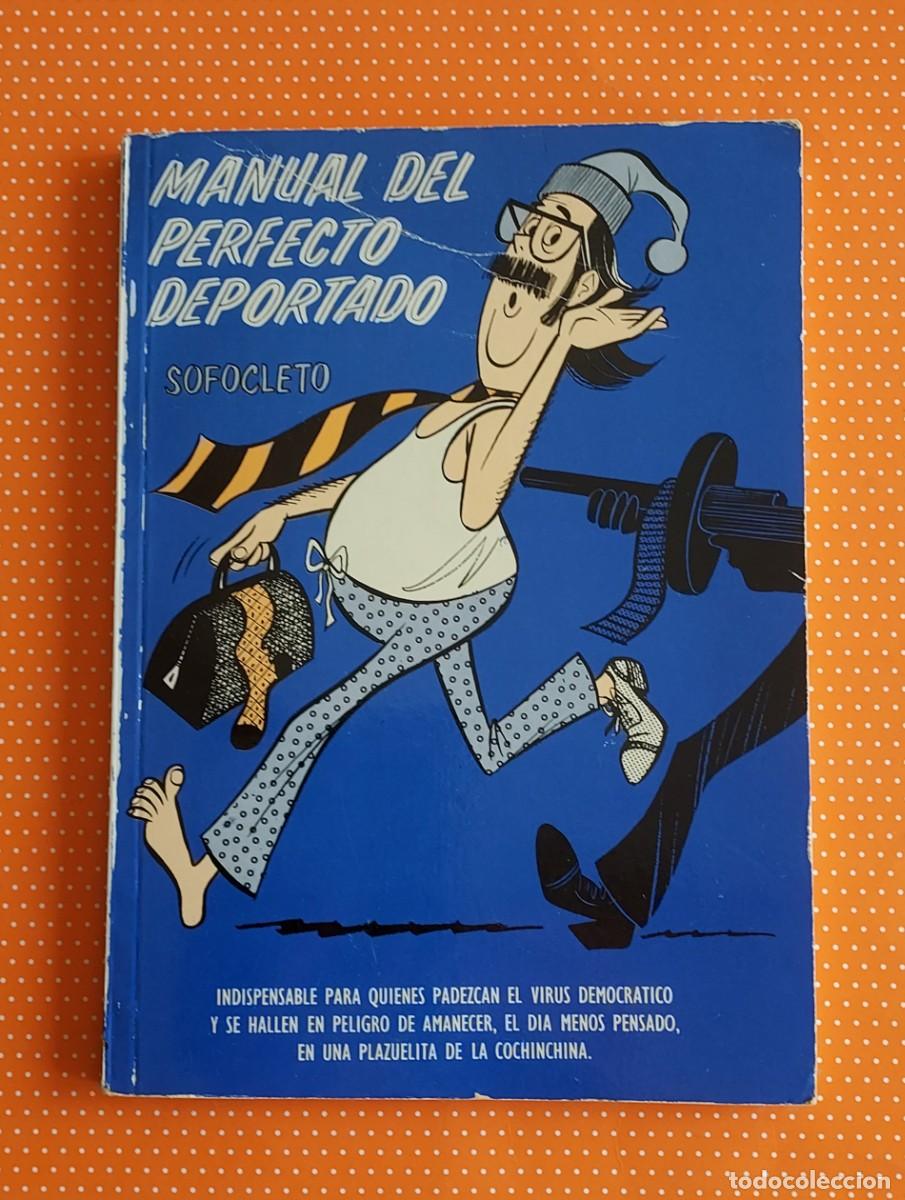 MANUAL DEL
PERFECTO
DEPORTADO
SOFOCLETO
INDISPENSABLE PARA QUIENES PADEZCAN EL VIRUS DEMOCRATICO
Y SE HALLEN EN PELIGRO DE AMANECER, EL DIA MENOS PENSADO,
EN UNA PLAZUELITA DE LA COCHINCHINA.
todocoleccion